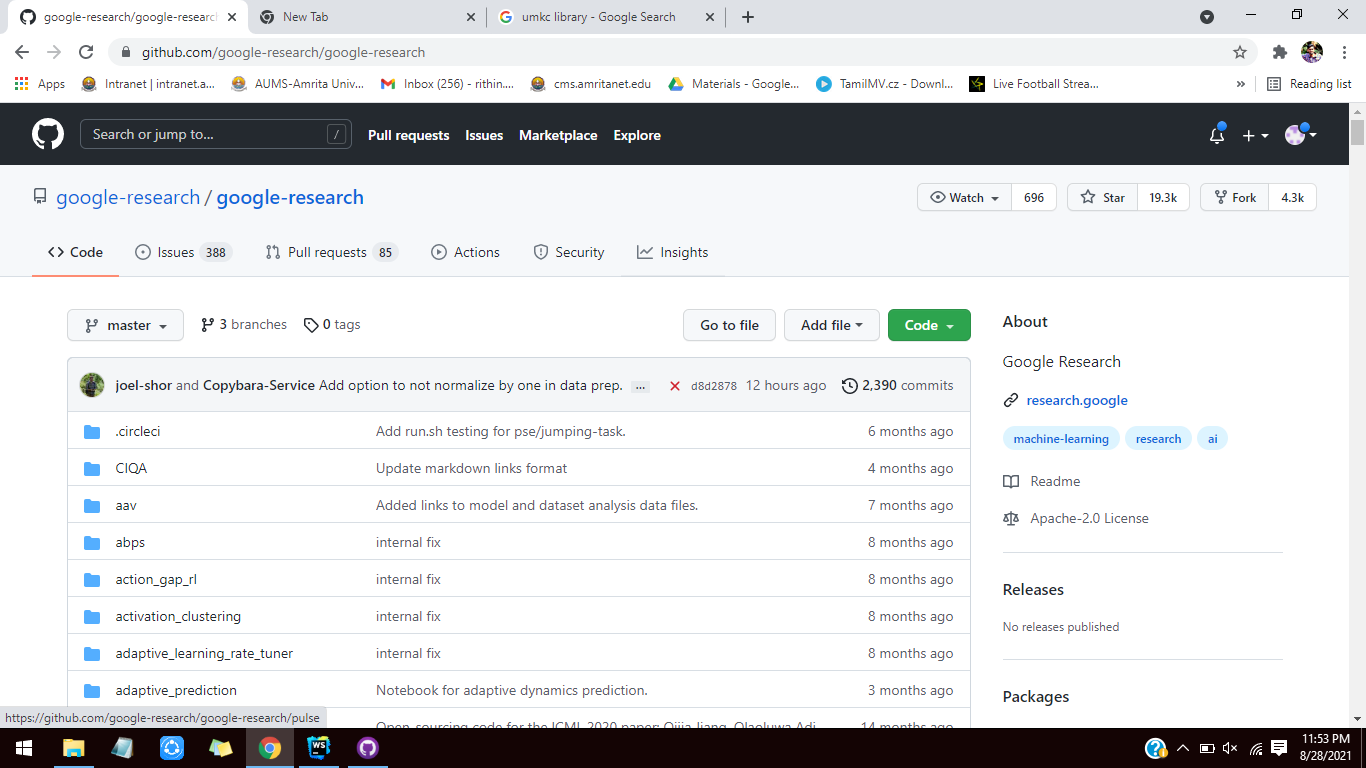 google-research/google-research
New Tab
umkc library - Google Search
github.com/google-research/google-research
Apps
Intranet | intranet.a...
AUMS-Amrita Univ...
Inbox (256) - rithin....
cms.amritanet.edu
Materials - Google...
TamilMV.cz - Downl...
Live Football Strea...
»
Reading list
Search or jump to...
/
Pull requests
Issues
Marketplace
Explore
google-research / google-research
Watch
696
Star
19.3k
Fork
4.3k
Code
Issues 388
Pull requests 85
Actions
Security
Insights
master
3 branches
0 tags
Go to file
Add file
Code
joel-shor and Copybara-Service Add option to not normalize by one in data prep. ... d8d2878 12 hours ago 2,390 commits
.circleci Add run.sh testing for pse/jumping-task. 6 months ago
CIQA Update markdown links format 4 months ago
aav Added links to model and dataset analysis data files. 7 months ago
abps internal fix 8 months ago
action_gap_rl internal fix 8 months ago
activation_clustering internal fix 8 months ago
adaptive_learning_rate_tuner internal fix 8 months ago
adaptive_prediction Notebook for adaptive dynamics prediction. 3 months ago
Open-sourcing code for the ICML 2020 paper: Qijia Jiang, Olaoluwa Adi... 14 months ago
About
Google Research
research.google
machine-learning
research
ai
Readme
Apache-2.0 License
Releases
No releases published
Packages
https://github.com/google-research/google-research/pulse
WS
11:53 PM
8/28/2021